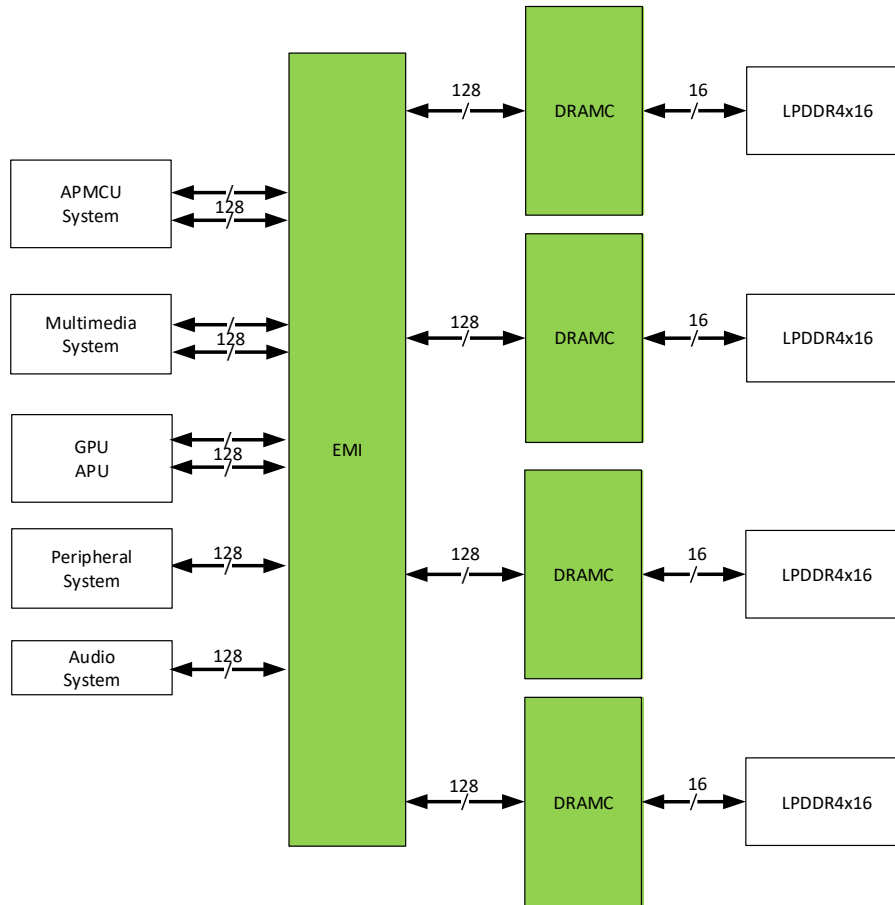 APMCU
System
128
Multimedia
System
128
GPU
APU
128
Peripheral
System
128
Audio
System
128
EMI
128
DRAMC
16
LPDDR4x16
128
DRAMC
16
LPDDR4x16
128
DRAMC
16
LPDDR4x16
128
DRAMC
16
LPDDR4x16